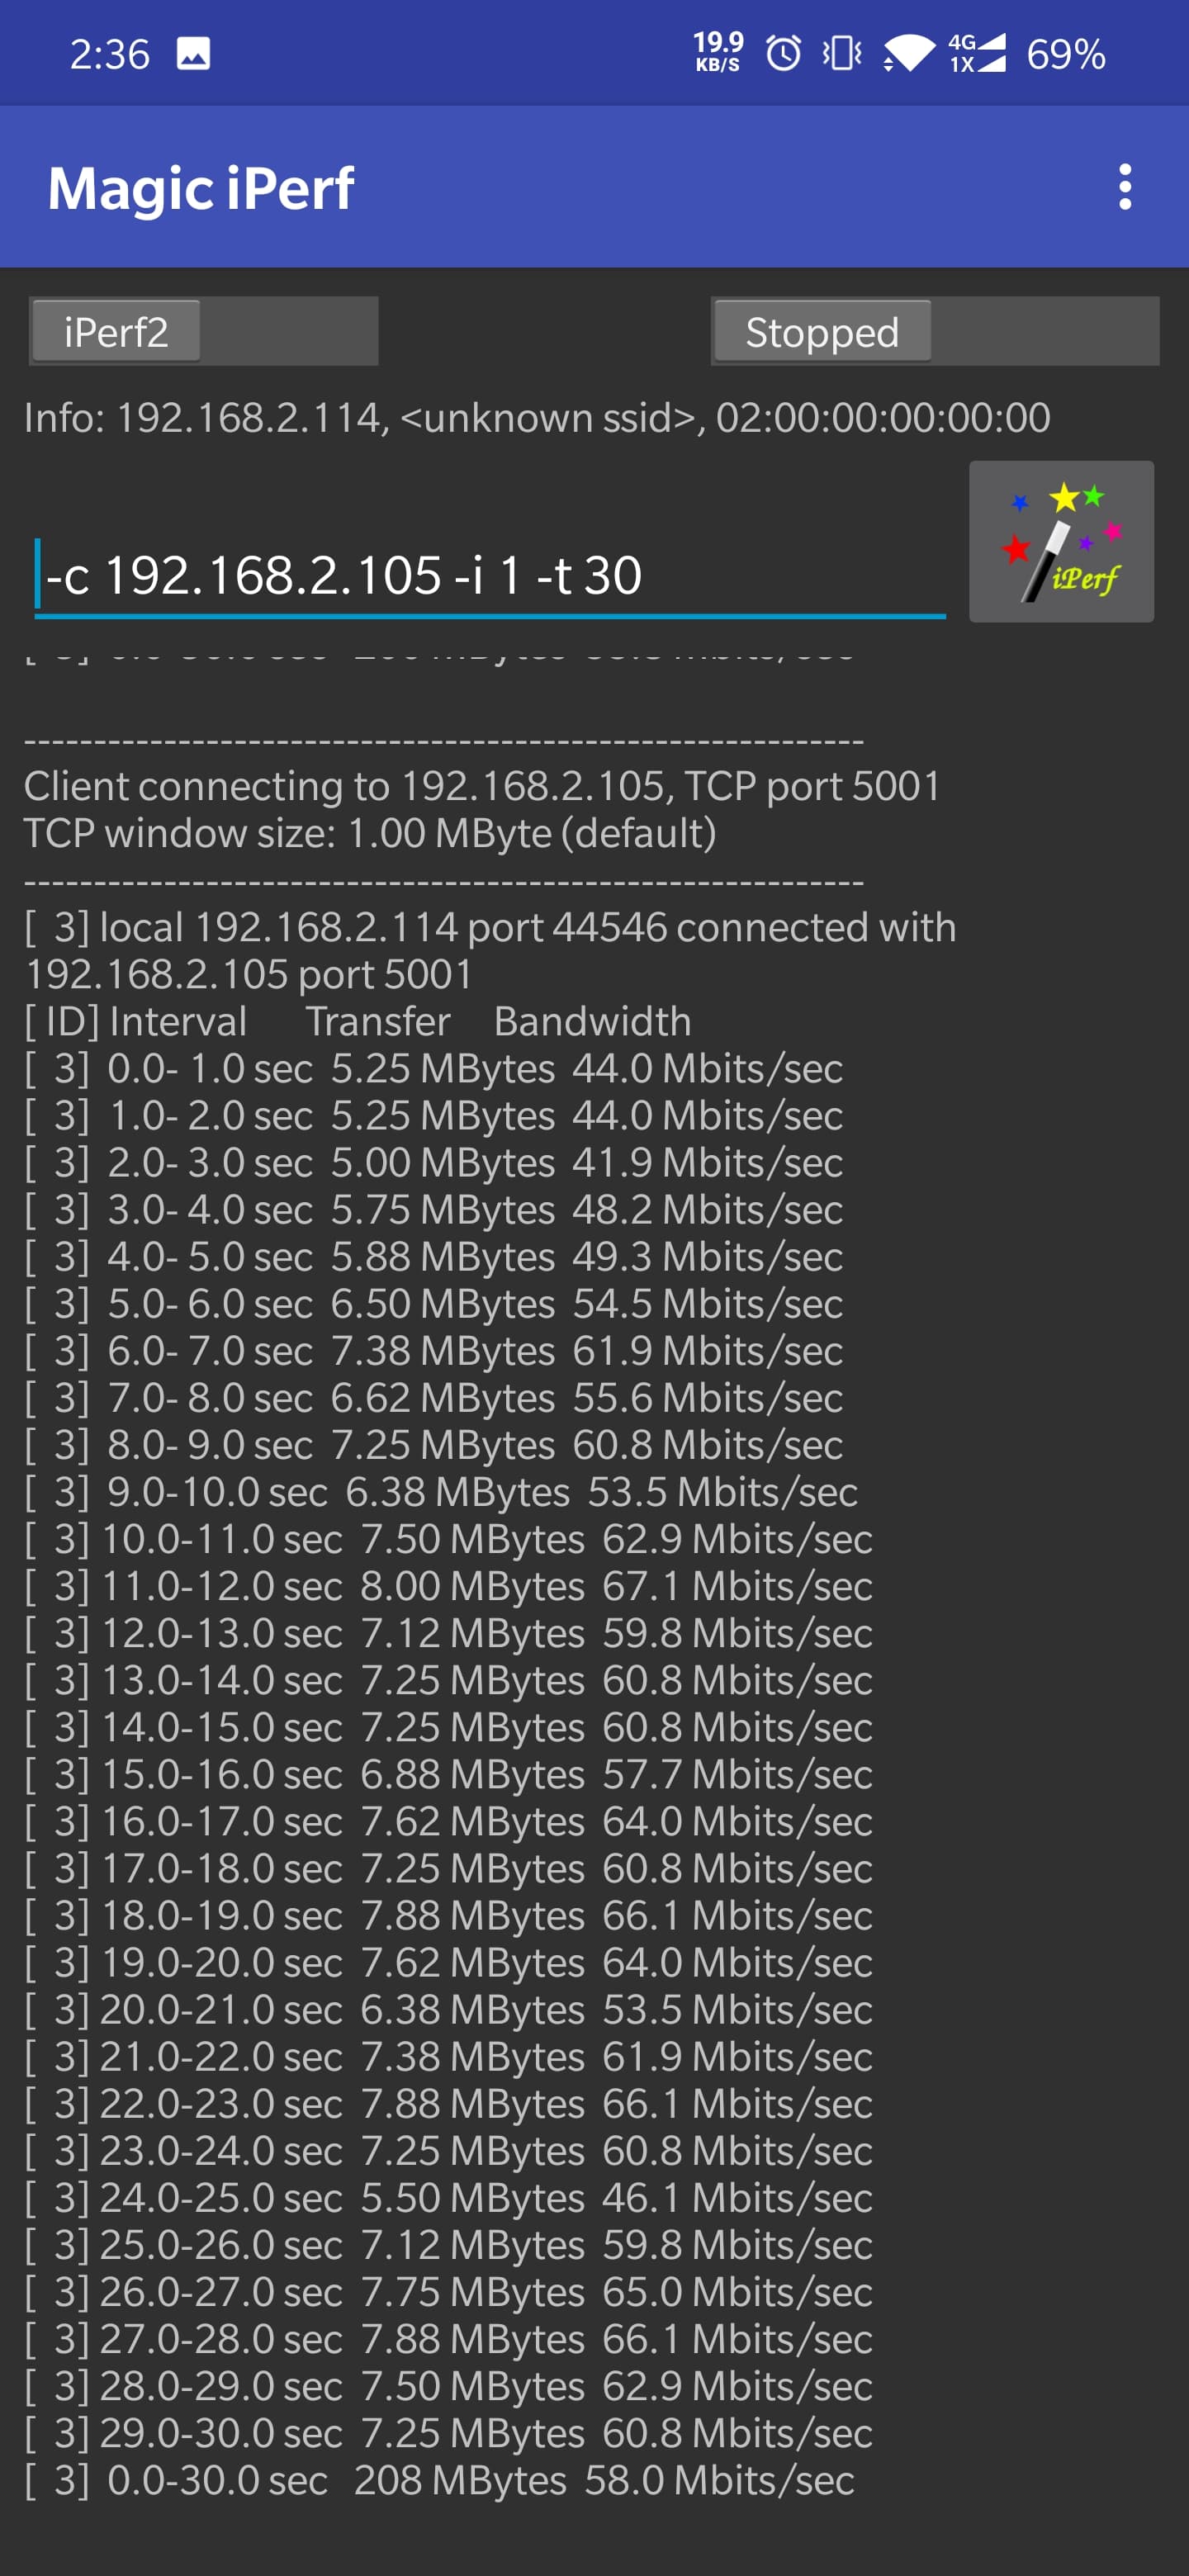 2:36 19.9 KB/S 4G 1X 69%
Magic iPerf
iPerf2 Stopped
Info: 192.168.2.114, <unknown ssid>, 02:00:00:00:00:00
iPerf
-c 192.168.2.105 -i 1 -t 30
------------------------------------------------------------
Client connecting to 192.168.2.105, TCP port 5001
TCP window size: 1.00 MByte (default)
------------------------------------------------------------
[  3] local 192.168.2.114 port 44546 connected with
192.168.2.105 port 5001
[ ID] Interval       Transfer     Bandwidth
[  3]  0.0- 1.0 sec  5.25 MBytes  44.0 Mbits/sec
[  3]  1.0- 2.0 sec  5.25 MBytes  44.0 Mbits/sec
[  3]  2.0- 3.0 sec  5.00 MBytes  41.9 Mbits/sec
[  3]  3.0- 4.0 sec  5.75 MBytes  48.2 Mbits/sec
[  3]  4.0- 5.0 sec  5.88 MBytes  49.3 Mbits/sec
[  3]  5.0- 6.0 sec  6.50 MBytes  54.5 Mbits/sec
[  3]  6.0- 7.0 sec  7.38 MBytes  61.9 Mbits/sec
[  3]  7.0- 8.0 sec  6.62 MBytes  55.6 Mbits/sec
[  3]  8.0- 9.0 sec  7.25 MBytes  60.8 Mbits/sec
[  3]  9.0-10.0 sec  6.38 MBytes  53.5 Mbits/sec
[  3] 10.0-11.0 sec  7.50 MBytes  62.9 Mbits/sec
[  3] 11.0-12.0 sec  8.00 MBytes  67.1 Mbits/sec
[  3] 12.0-13.0 sec  7.12 MBytes  59.8 Mbits/sec
[  3] 13.0-14.0 sec  7.25 MBytes  60.8 Mbits/sec
[  3] 14.0-15.0 sec  7.25 MBytes  60.8 Mbits/sec
[  3] 15.0-16.0 sec  6.88 MBytes  57.7 Mbits/sec
[  3] 16.0-17.0 sec  7.62 MBytes  64.0 Mbits/sec
[  3] 17.0-18.0 sec  7.25 MBytes  60.8 Mbits/sec
[  3] 18.0-19.0 sec  7.88 MBytes  66.1 Mbits/sec
[  3] 19.0-20.0 sec  7.62 MBytes  64.0 Mbits/sec
[  3] 20.0-21.0 sec  6.38 MBytes  53.5 Mbits/sec
[  3] 21.0-22.0 sec  7.38 MBytes  61.9 Mbits/sec
[  3] 22.0-23.0 sec  7.88 MBytes  66.1 Mbits/sec
[  3] 23.0-24.0 sec  7.25 MBytes  60.8 Mbits/sec
[  3] 24.0-25.0 sec  5.50 MBytes  46.1 Mbits/sec
[  3] 25.0-26.0 sec  7.12 MBytes  59.8 Mbits/sec
[  3] 26.0-27.0 sec  7.75 MBytes  65.0 Mbits/sec
[  3] 27.0-28.0 sec  7.88 MBytes  66.1 Mbits/sec
[  3] 28.0-29.0 sec  7.50 MBytes  62.9 Mbits/sec
[  3] 29.0-30.0 sec  7.25 MBytes  60.8 Mbits/sec
[  3]  0.0-30.0 sec   208 MBytes  58.0 Mbits/sec